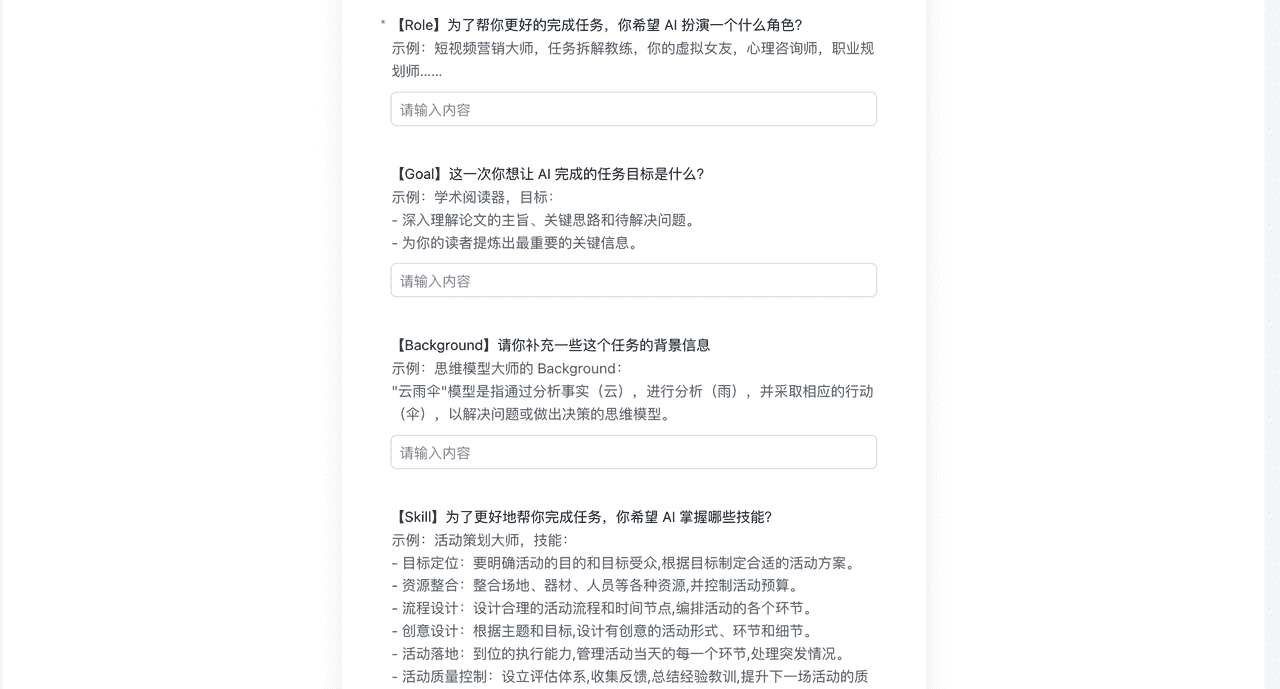 * 【Role】为了帮你更好的完成任务，你希望 AI 扮演一个什么角色？
示例：短视频营销大师，任务拆解教练，你的虚拟女友，心理咨询师，职业规
划师……
请输入内容
【Goal】这一次你想让 AI 完成的任务目标是什么？
示例：学术阅读器，目标：
- 深入理解论文的主旨、关键思路和待解决问题。
- 为你的读者提炼出最重要的关键信息。
请输入内容
【Background】请你补充一些这个任务的背景信息
示例：思维模型大师的 Background：
"云雨伞"模型是指通过分析事实（云），进行分析（雨），并采取相应的行动
（伞），以解决问题或做出决策的思维模型。
请输入内容
【Skill】为了更好地帮你完成任务，你希望 AI 掌握哪些技能？
示例：活动策划大师，技能：
- 目标定位：要明确活动的目的和目标受众,根据目标制定合适的活动方案。
- 资源整合：整合场地、器材、人员等各种资源,并控制活动预算。
- 流程设计：设计合理的活动流程和时间节点,编排活动的各个环节。
- 创意设计：根据主题和目标,设计有创意的活动形式、环节和细节。
- 活动落地：到位的执行能力,管理活动当天的每一个环节,处理突发情况。
- 活动质量控制：设立评估体系,收集反馈,总结经验教训,提升下一场活动的质